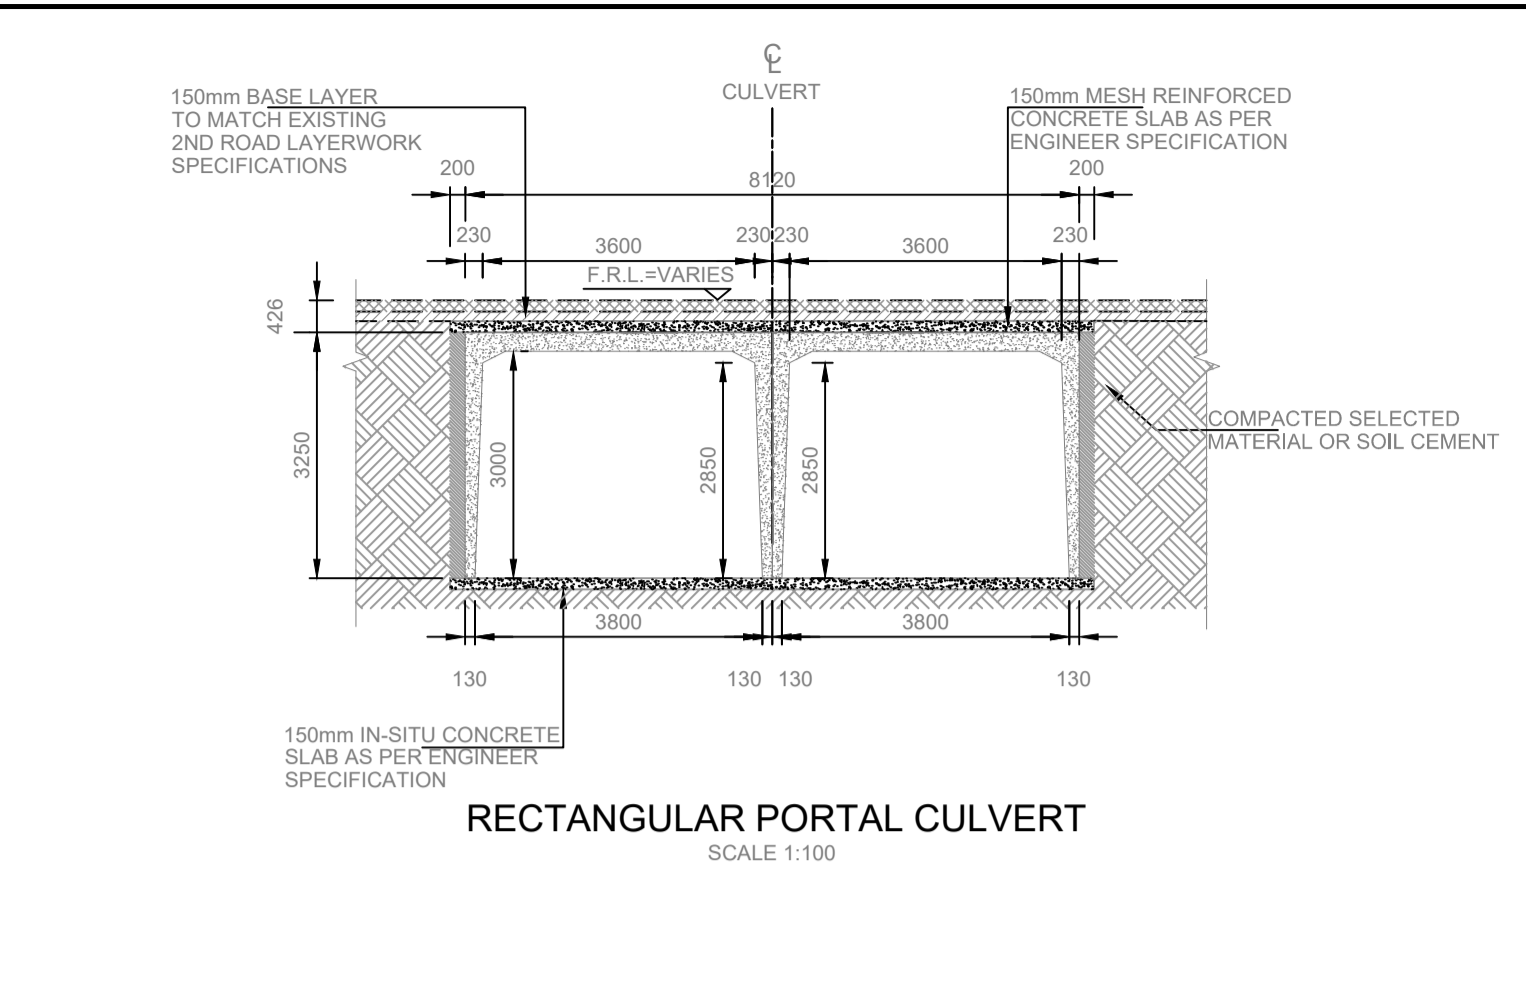 ℄
CULVERT
150mm BASE LAYER
TO MATCH EXISTING
2ND ROAD LAYERWORK
SPECIFICATIONS
150mm MESH REINFORCED
CONCRETE SLAB AS PER
ENGINEER SPECIFICATION
200
8120
200
230
3600
230
230
3600
230
F.R.L.=VARIES
426
3250
3000
2850
2850
COMPACTED SELECTED
MATERIAL OR SOIL CEMENT
3800
3800
130
130
130
130
150mm IN-SITU CONCRETE
SLAB AS PER ENGINEER
SPECIFICATION
RECTANGULAR PORTAL CULVERT
SCALE 1:100